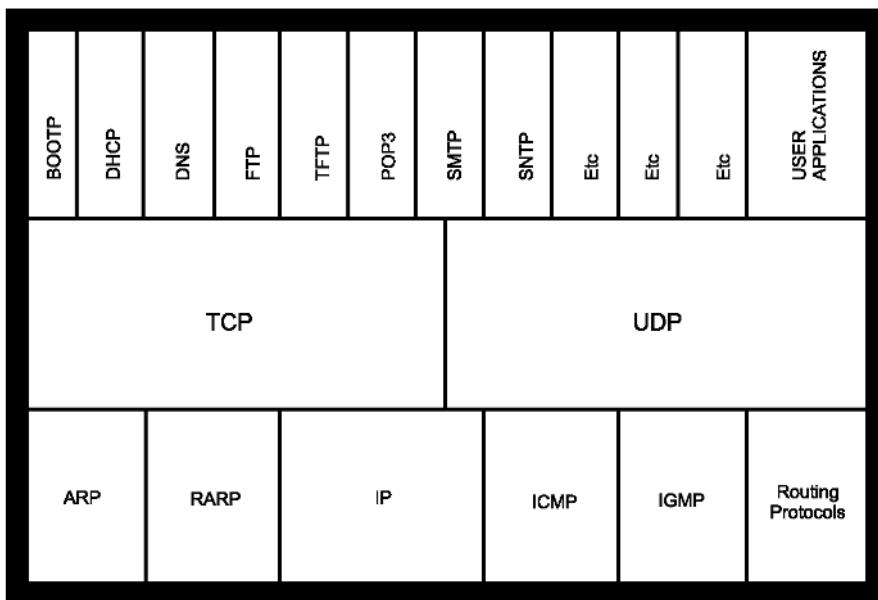 BOOTP
DHCP
DNS
FTP
TFTP
POP3
SMTP
SNTP
Etc
Etc
Etc
USER
APPLICATIONS
TCP
UDP
ARP
RARP
IP
ICMP
IGMP
Routing
Protocols